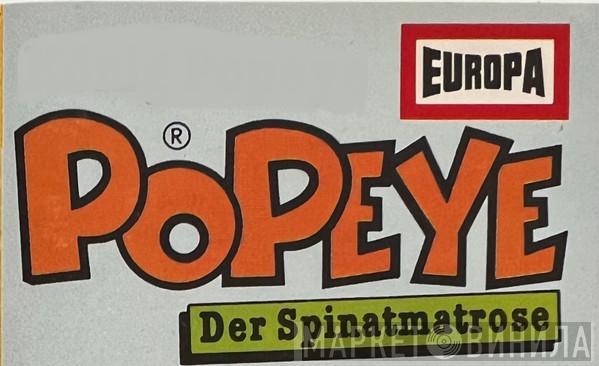 EUROPA
®
POPEYE
Der Spinatmatrose
МАРКЕТ ВИНИЛА